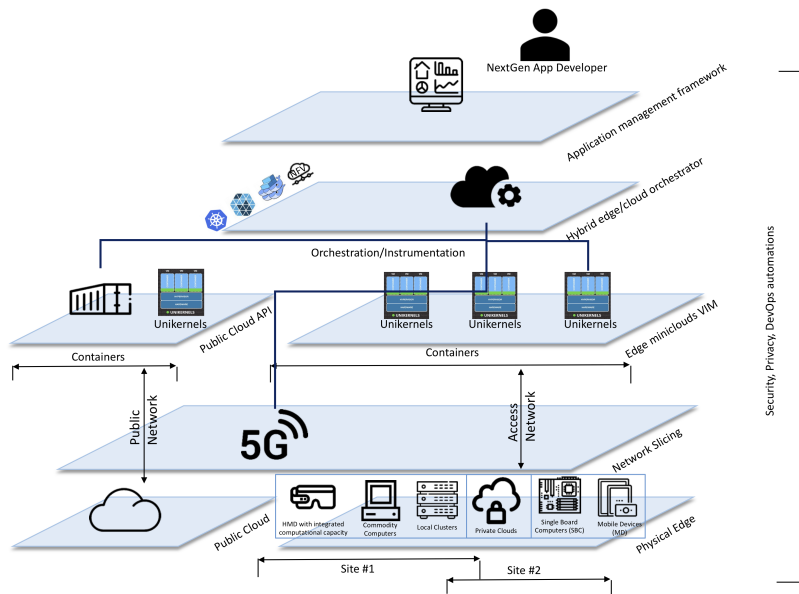 NextGen App Developer
Application management framework
NFV
Hybrid edge/cloud orchestrator
Orchestration/Instrumentation
Unikernels
Unikernels
Unikernels
Unikernels
Public Cloud API
Edge miniclouds VIM
Containers
Containers
Public
Network
Access
Network
5G
Network Slicing
HMD with integrated
computational capacity
Commodity
Computers
Local Clusters
Private Clouds
Single Board
Computers (SBC)
Mobile Devices
(MD)
Public Cloud
Physical Edge
Site #1
Site #2
Security, Privacy, DevOps automations